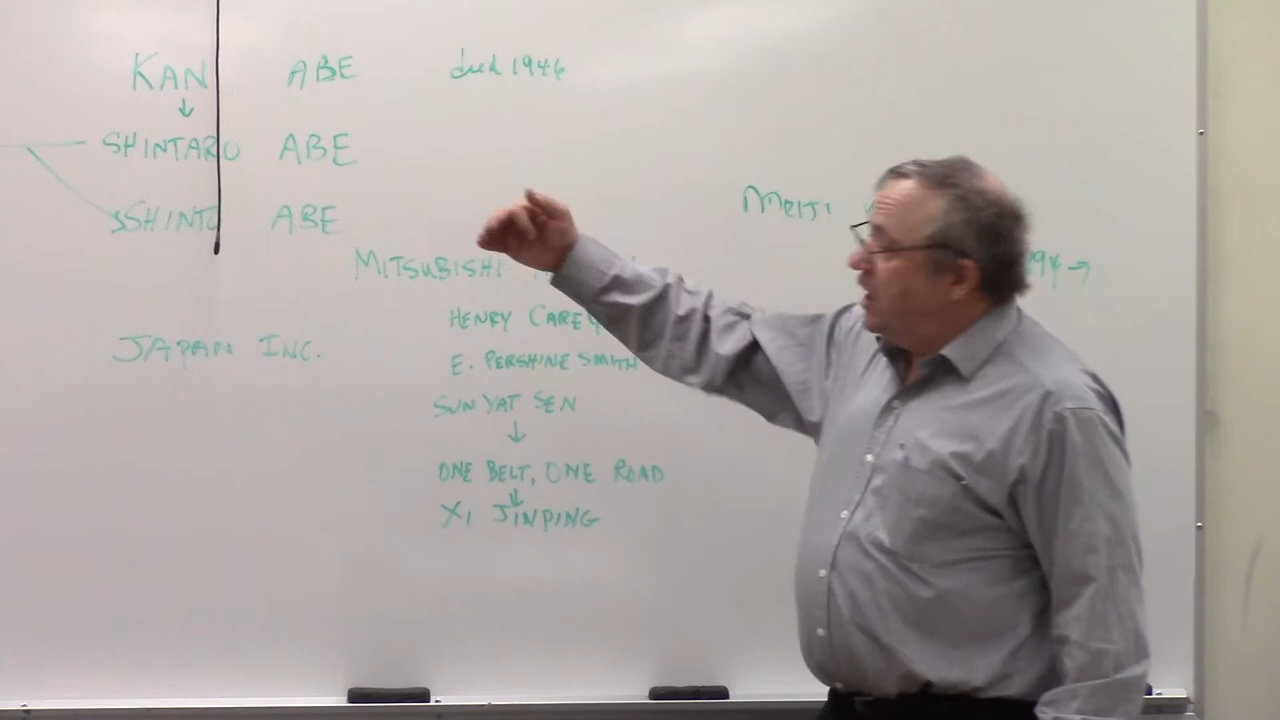 KAN ABE died 1946
↓
SHINTARO ABE
SHINTO ABE
MEIJI
MITSUBISHI
94 →
HENRY CAREY
E. PERSHINE SMITH
JAPAN INC.
SUN YAT SEN
↓
ONE BELT, ONE ROAD
↓
XI JINPING